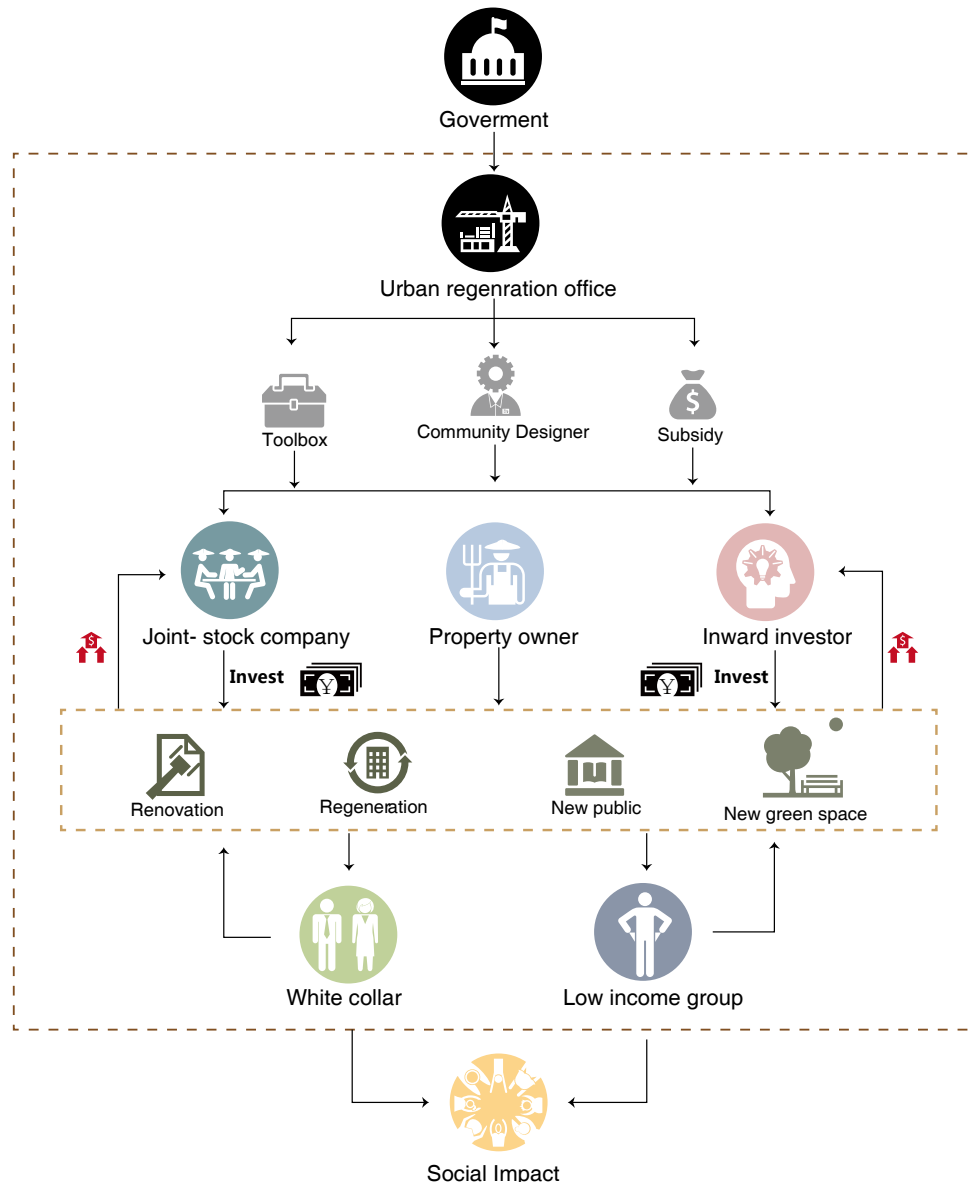 Goverment
Urban regenration office
Toolbox
Community Designer
Subsidy
$
Joint- stock company
Property owner
Inward investor
$
Invest
¥
¥
Invest
$
Renovation
Regeneration
New public
New green space
White collar
Low income group
Social Impact